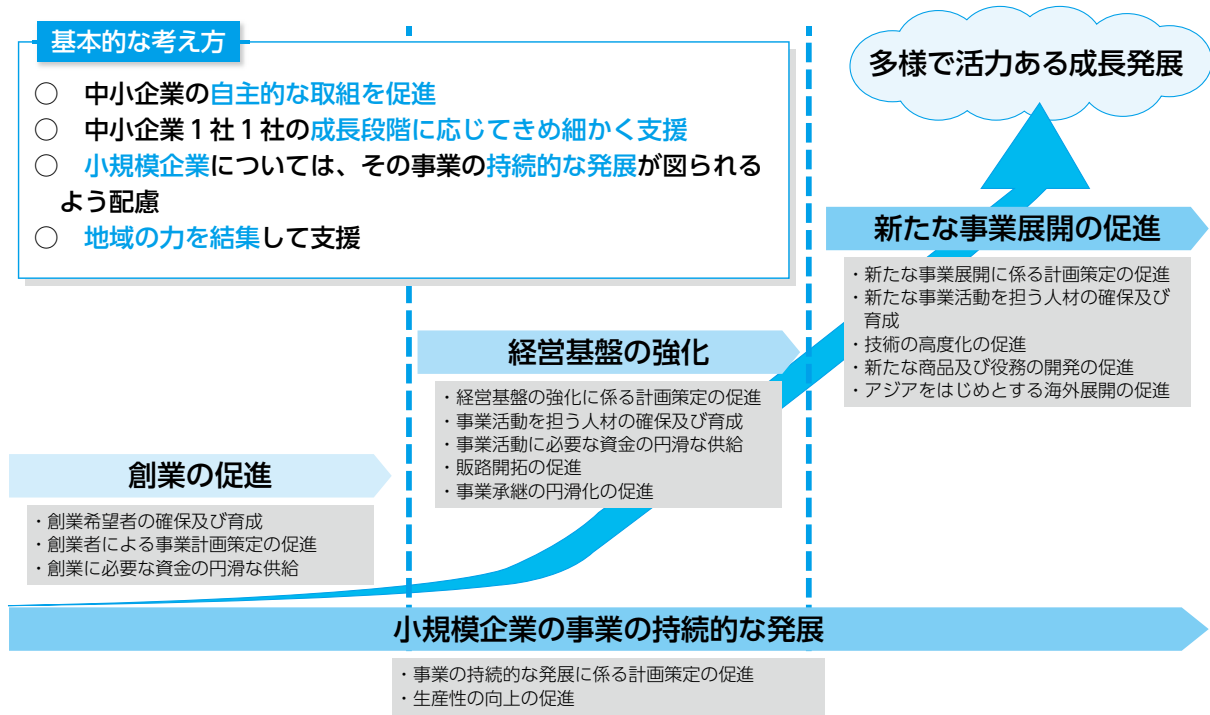 基本的な考え方
○ 中小企業の自主的な取組を促進
○ 中小企業１社１社の成長段階に応じてきめ細かく支援
○ 小規模企業については、その事業の持続的な発展が図られる
よう配慮
○ 地域の力を結集して支援
多様で活力ある成長発展
新たな事業展開の促進
・新たな事業展開に係る計画策定の促進
・新たな事業活動を担う人材の確保及び
育成
・技術の高度化の促進
・新たな商品及び役務の開発の促進
・アジアをはじめとする海外展開の促進
経営基盤の強化
・経営基盤の強化に係る計画策定の促進
・事業活動を担う人材の確保及び育成
・事業活動に必要な資金の円滑な供給
・販路開拓の促進
・事業承継の円滑化の促進
創業の促進
・創業希望者の確保及び育成
・創業者による事業計画策定の促進
・創業に必要な資金の円滑な供給
小規模企業の事業の持続的な発展
・事業の持続的な発展に係る計画策定の促進
・生産性の向上の促進